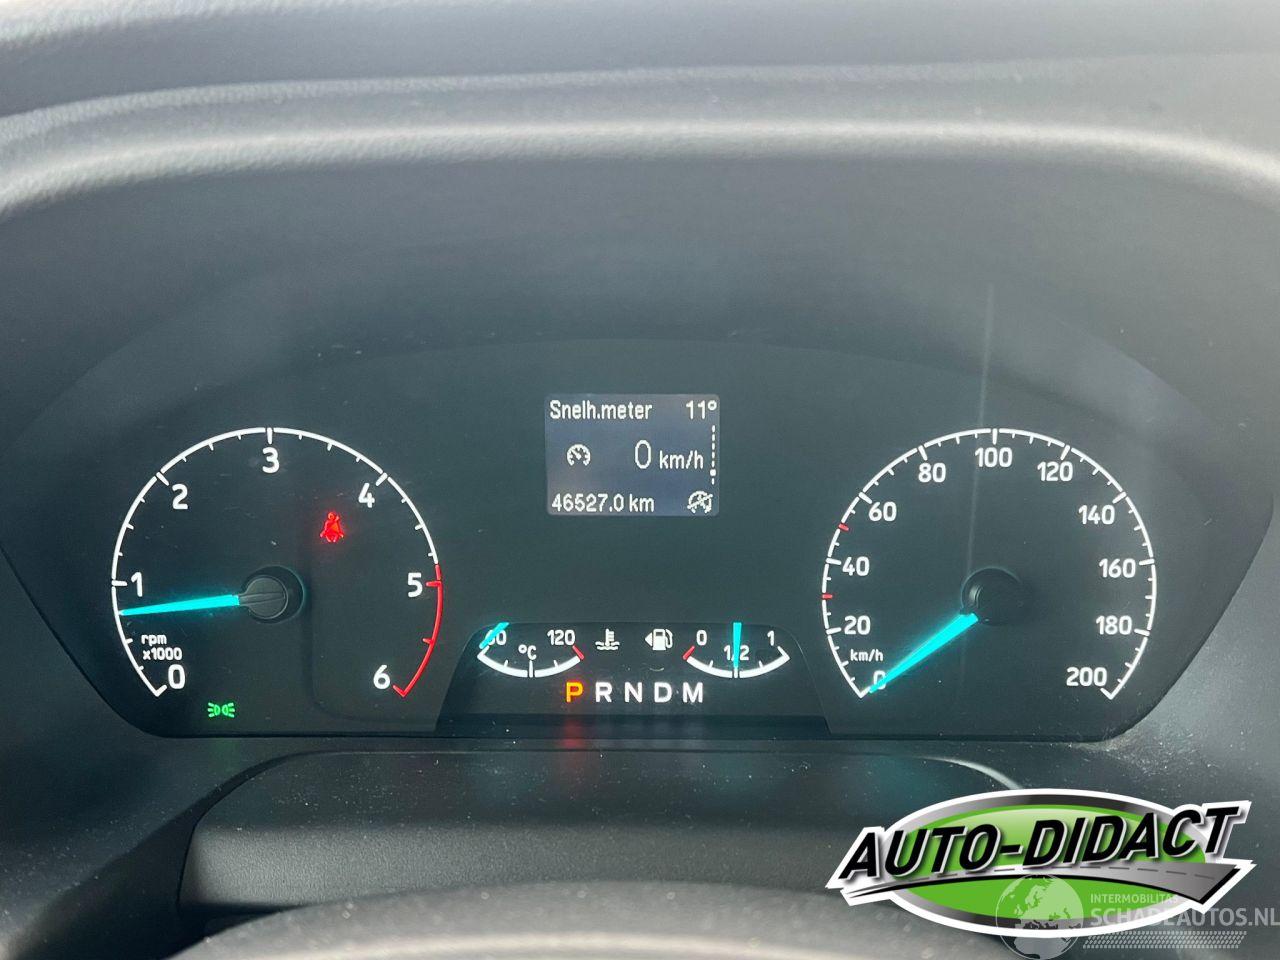 Snelh.meter 11°
0 km/h
46527.0 km
0 1 2 3 4 5 6
rpm
x1000
60 120
°C
0 1/2 1
P R N D M
0 20 40 60 80 100 120 140 160 180 200
km/h
AUTO-DIDACT
INTERMOBILITAS
SCHADEAUTOS.NL